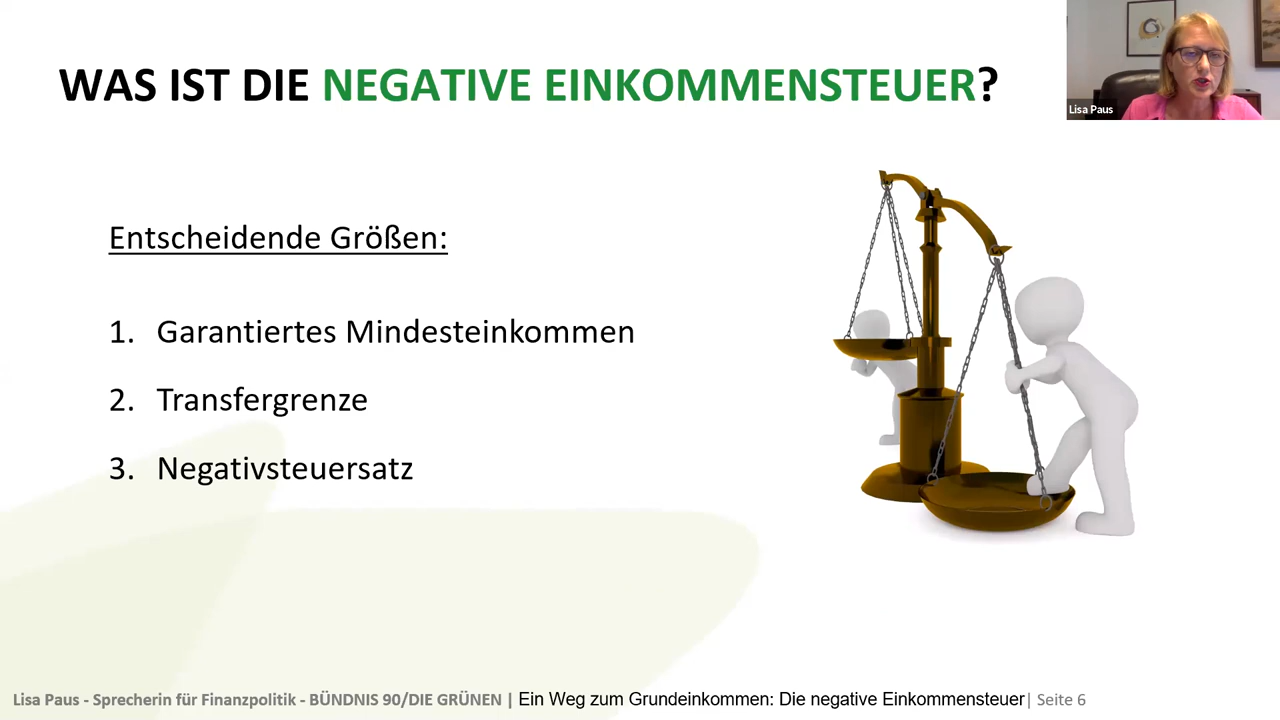 WAS IST DIE NEGATIVE EINKOMMENSTEUER?
Lisa Paus
Entscheidende Größen:
1. Garantiertes Mindesteinkommen
2. Transfergrenze
3. Negativsteuersatz
Lisa Paus - Sprecherin für Finanzpolitik - BÜNDNIS 90/DIE GRÜNEN | Ein Weg zum Grundeinkommen: Die negative Einkommensteuer| Seite 6